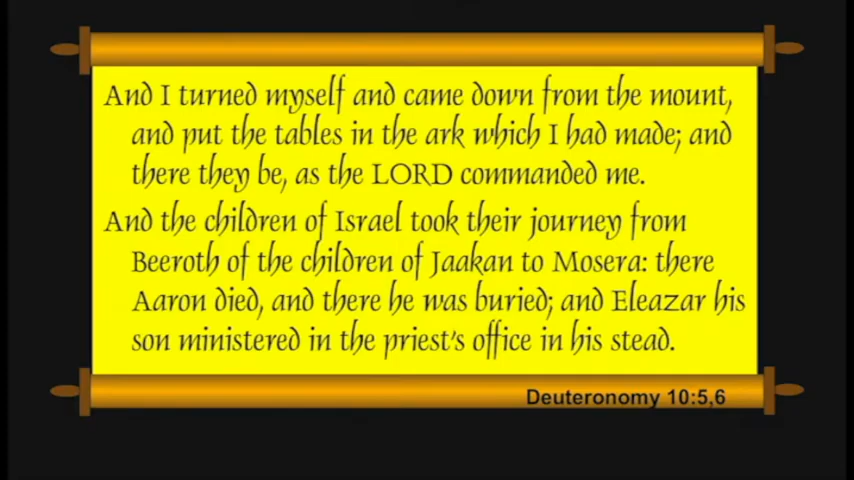 And I turned myself and came down from the mount,
and put the tables in the ark which I had made; and
there they be, as the LORD commanded me.
And the children of Israel took their journey from
Beeroth of the children of Jaakan to Mosera: there
Aaron died, and there he was buried; and Eleazar his
son ministered in the priest's office in his stead.
Deuteronomy 10:5,6